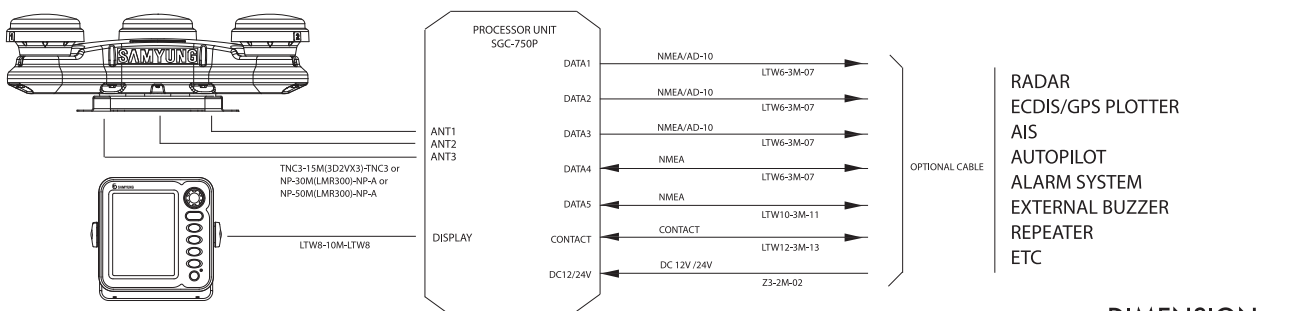 1
SAMYUNG
2
ANT1
ANT2
ANT3
TNC3-15M(3D2VX3)-TNC3 or
NP-30M(LMR300)-NP-A or
NP-50M(LMR300)-NP-A
SAMYUNG
LTW8-10M-LTW8
DISPLAY
PROCESSOR UNIT
SGC-750P
DATA1
NMEA/AD-10
LTW6-3M-07
DATA2
NMEA/AD-10
LTW6-3M-07
DATA3
NMEA/AD-10
LTW6-3M-07
DATA4
NMEA
LTW6-3M-07
DATA5
NMEA
LTW10-3M-11
CONTACT
CONTACT
LTW12-3M-13
DC12/24V
DC 12V /24V
Z3-2M-02
OPTIONAL CABLE
RADAR
ECDIS/GPS PLOTTER
AIS
AUTOPILOT
ALARM SYSTEM
EXTERNAL BUZZER
REPEATER
ETC